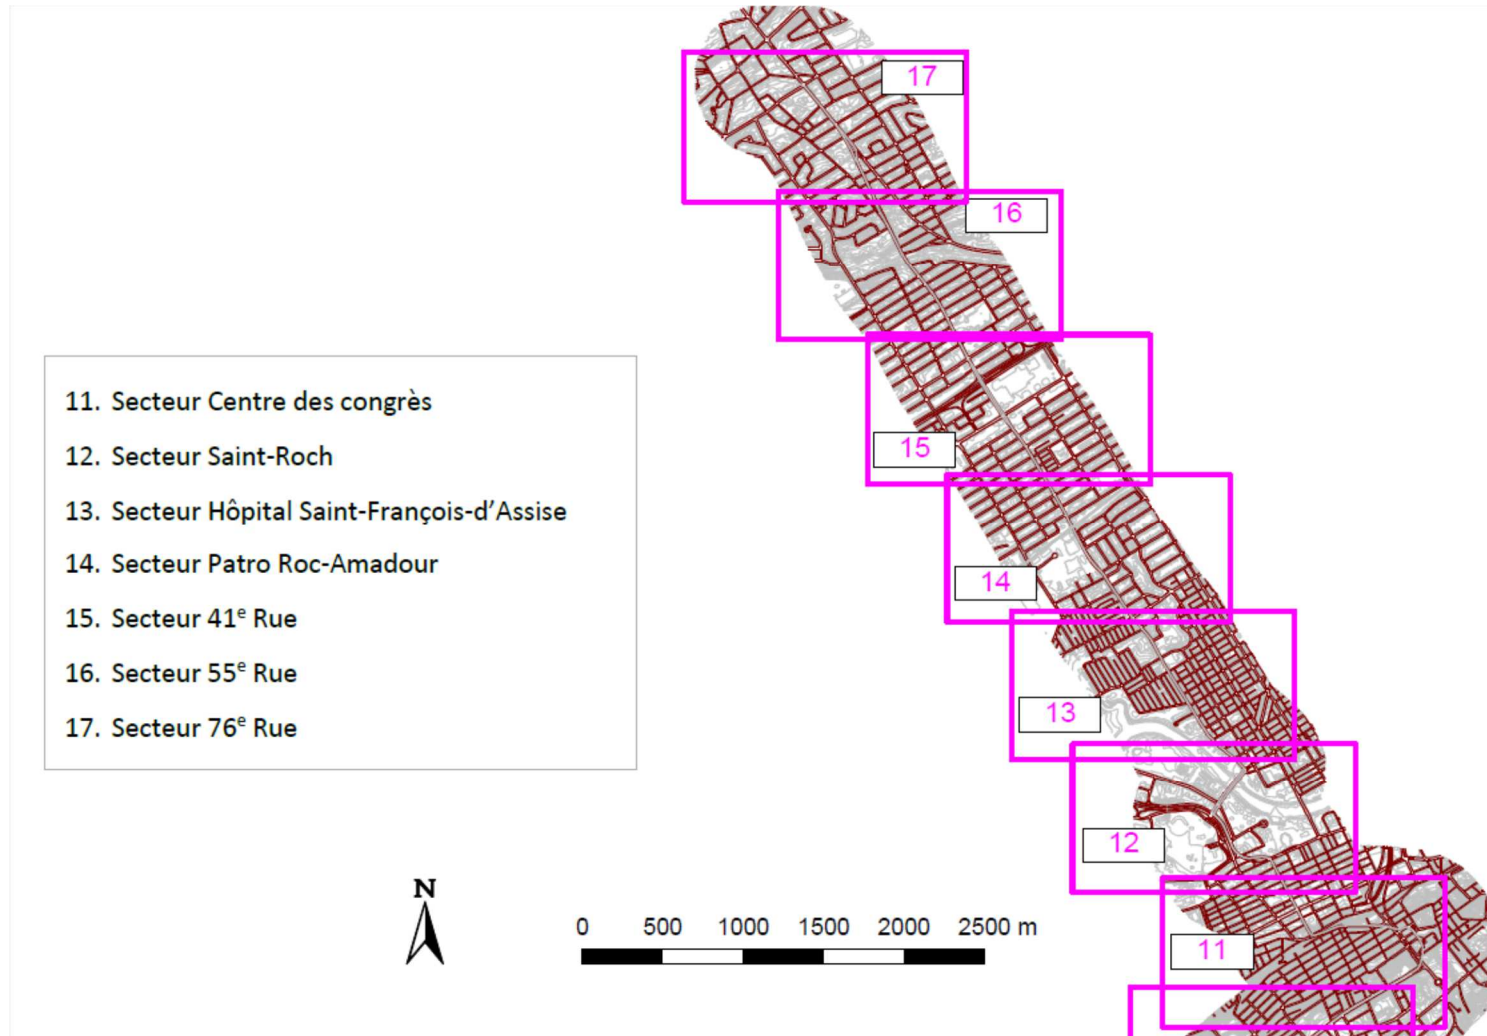 17
16
15
14
13
12
11
11. Secteur Centre des congrès
12. Secteur Saint-Roch
13. Secteur Hôpital Saint-François-d’Assise
14. Secteur Patro Roc-Amadour
15. Secteur 41e Rue
16. Secteur 55e Rue
17. Secteur 76e Rue
N
0 500 1000 1500 2000 2500 m